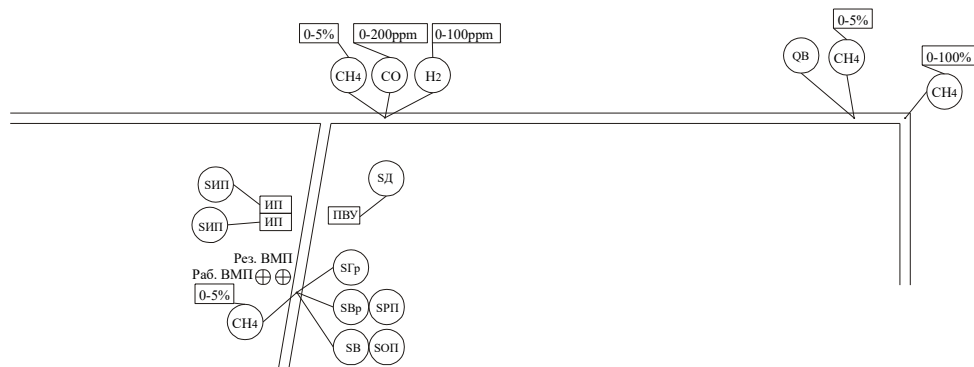 0-5%
0-200ppm
0-100ppm
CH4
CO
H2
0-5%
QВ
CH4
0-100%
CH4
SИП
ИП
SИП
ИП
SД
ПВУ
Рез. ВМП
Раб. ВМП
0-5%
CH4
SГр
SВр
SРП
SВ
SОП